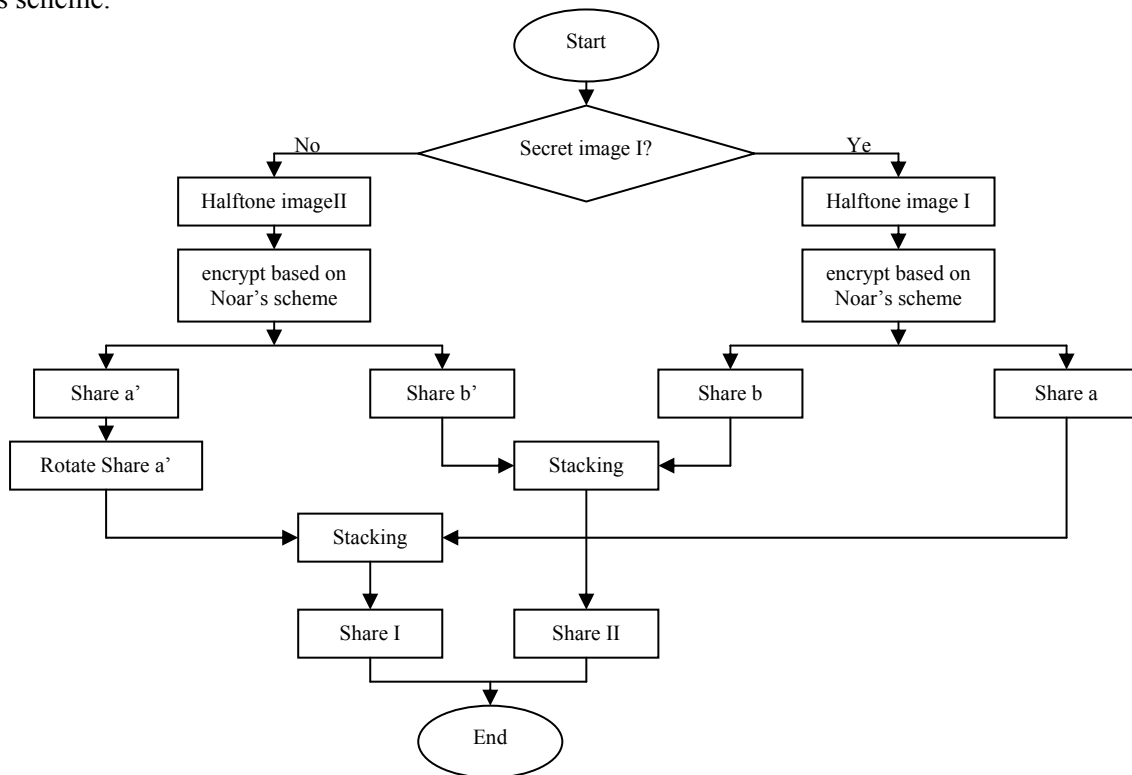 s scheme.
Start
Secret image I?
No
Ye
Halftone imageII
Halftone image I
encrypt based on
Noar’s scheme
encrypt based on
Noar’s scheme
Share a’
Share b’
Share b
Share a
Rotate Share a’
Stacking
Stacking
Share I
Share II
End